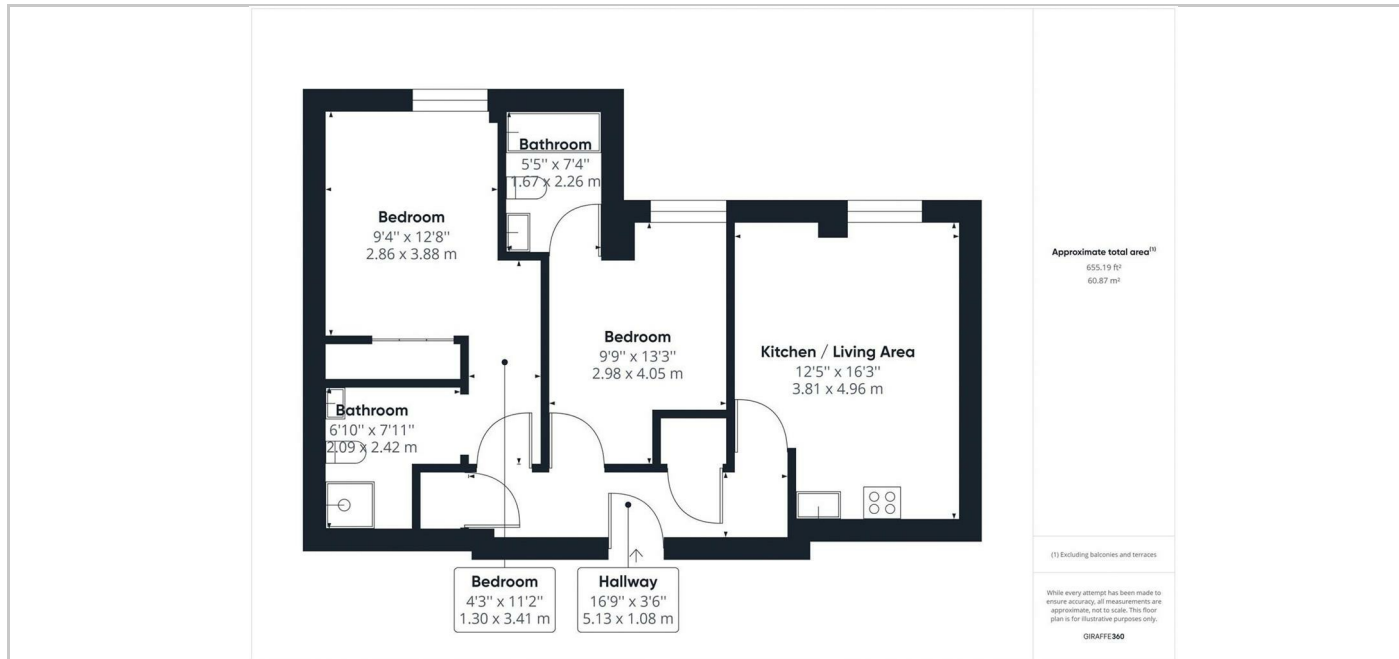 Bathroom
5'5" x 7'4"
1.67 x 2.26 m
Bedroom
9'4" x 12'8"
2.86 x 3.88 m
Bedroom
9'9" x 13'3"
2.98 x 4.05 m
Kitchen / Living Area
12'5" x 16'3"
3.81 x 4.96 m
Bathroom
6'10" x 7'11"
2.09 x 2.42 m
Bedroom
4'3" x 11'2"
1.30 x 3.41 m
Hallway
16'9" x 3'6"
5.13 x 1.08 m
Approximate total area(1)
655.19 ft²
60.87 m²
(1) Excluding balconies and terraces
While every attempt has been made to
ensure accuracy, all measurements are
approximate, not to scale. This floor
plan is for illustrative purposes only.
GIRAFFE360